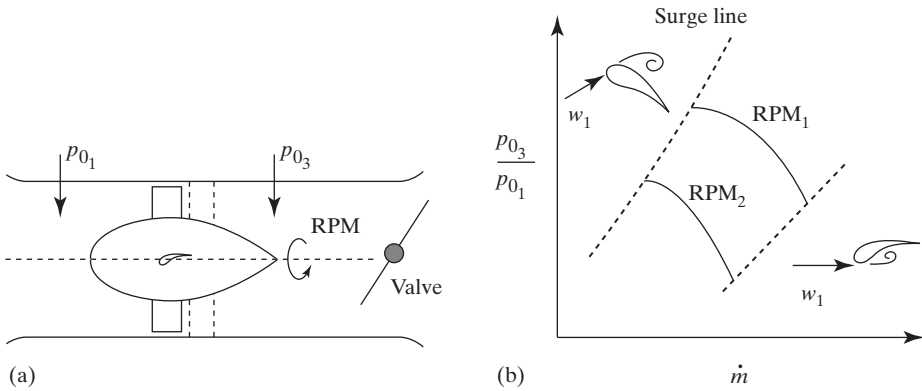 p₀₁
p₀₃
RPM
Valve
(a)
Surge line
w₁
RPM₁
p₀₃
p₀₁
RPM₂
w₁
(b)
ṁ